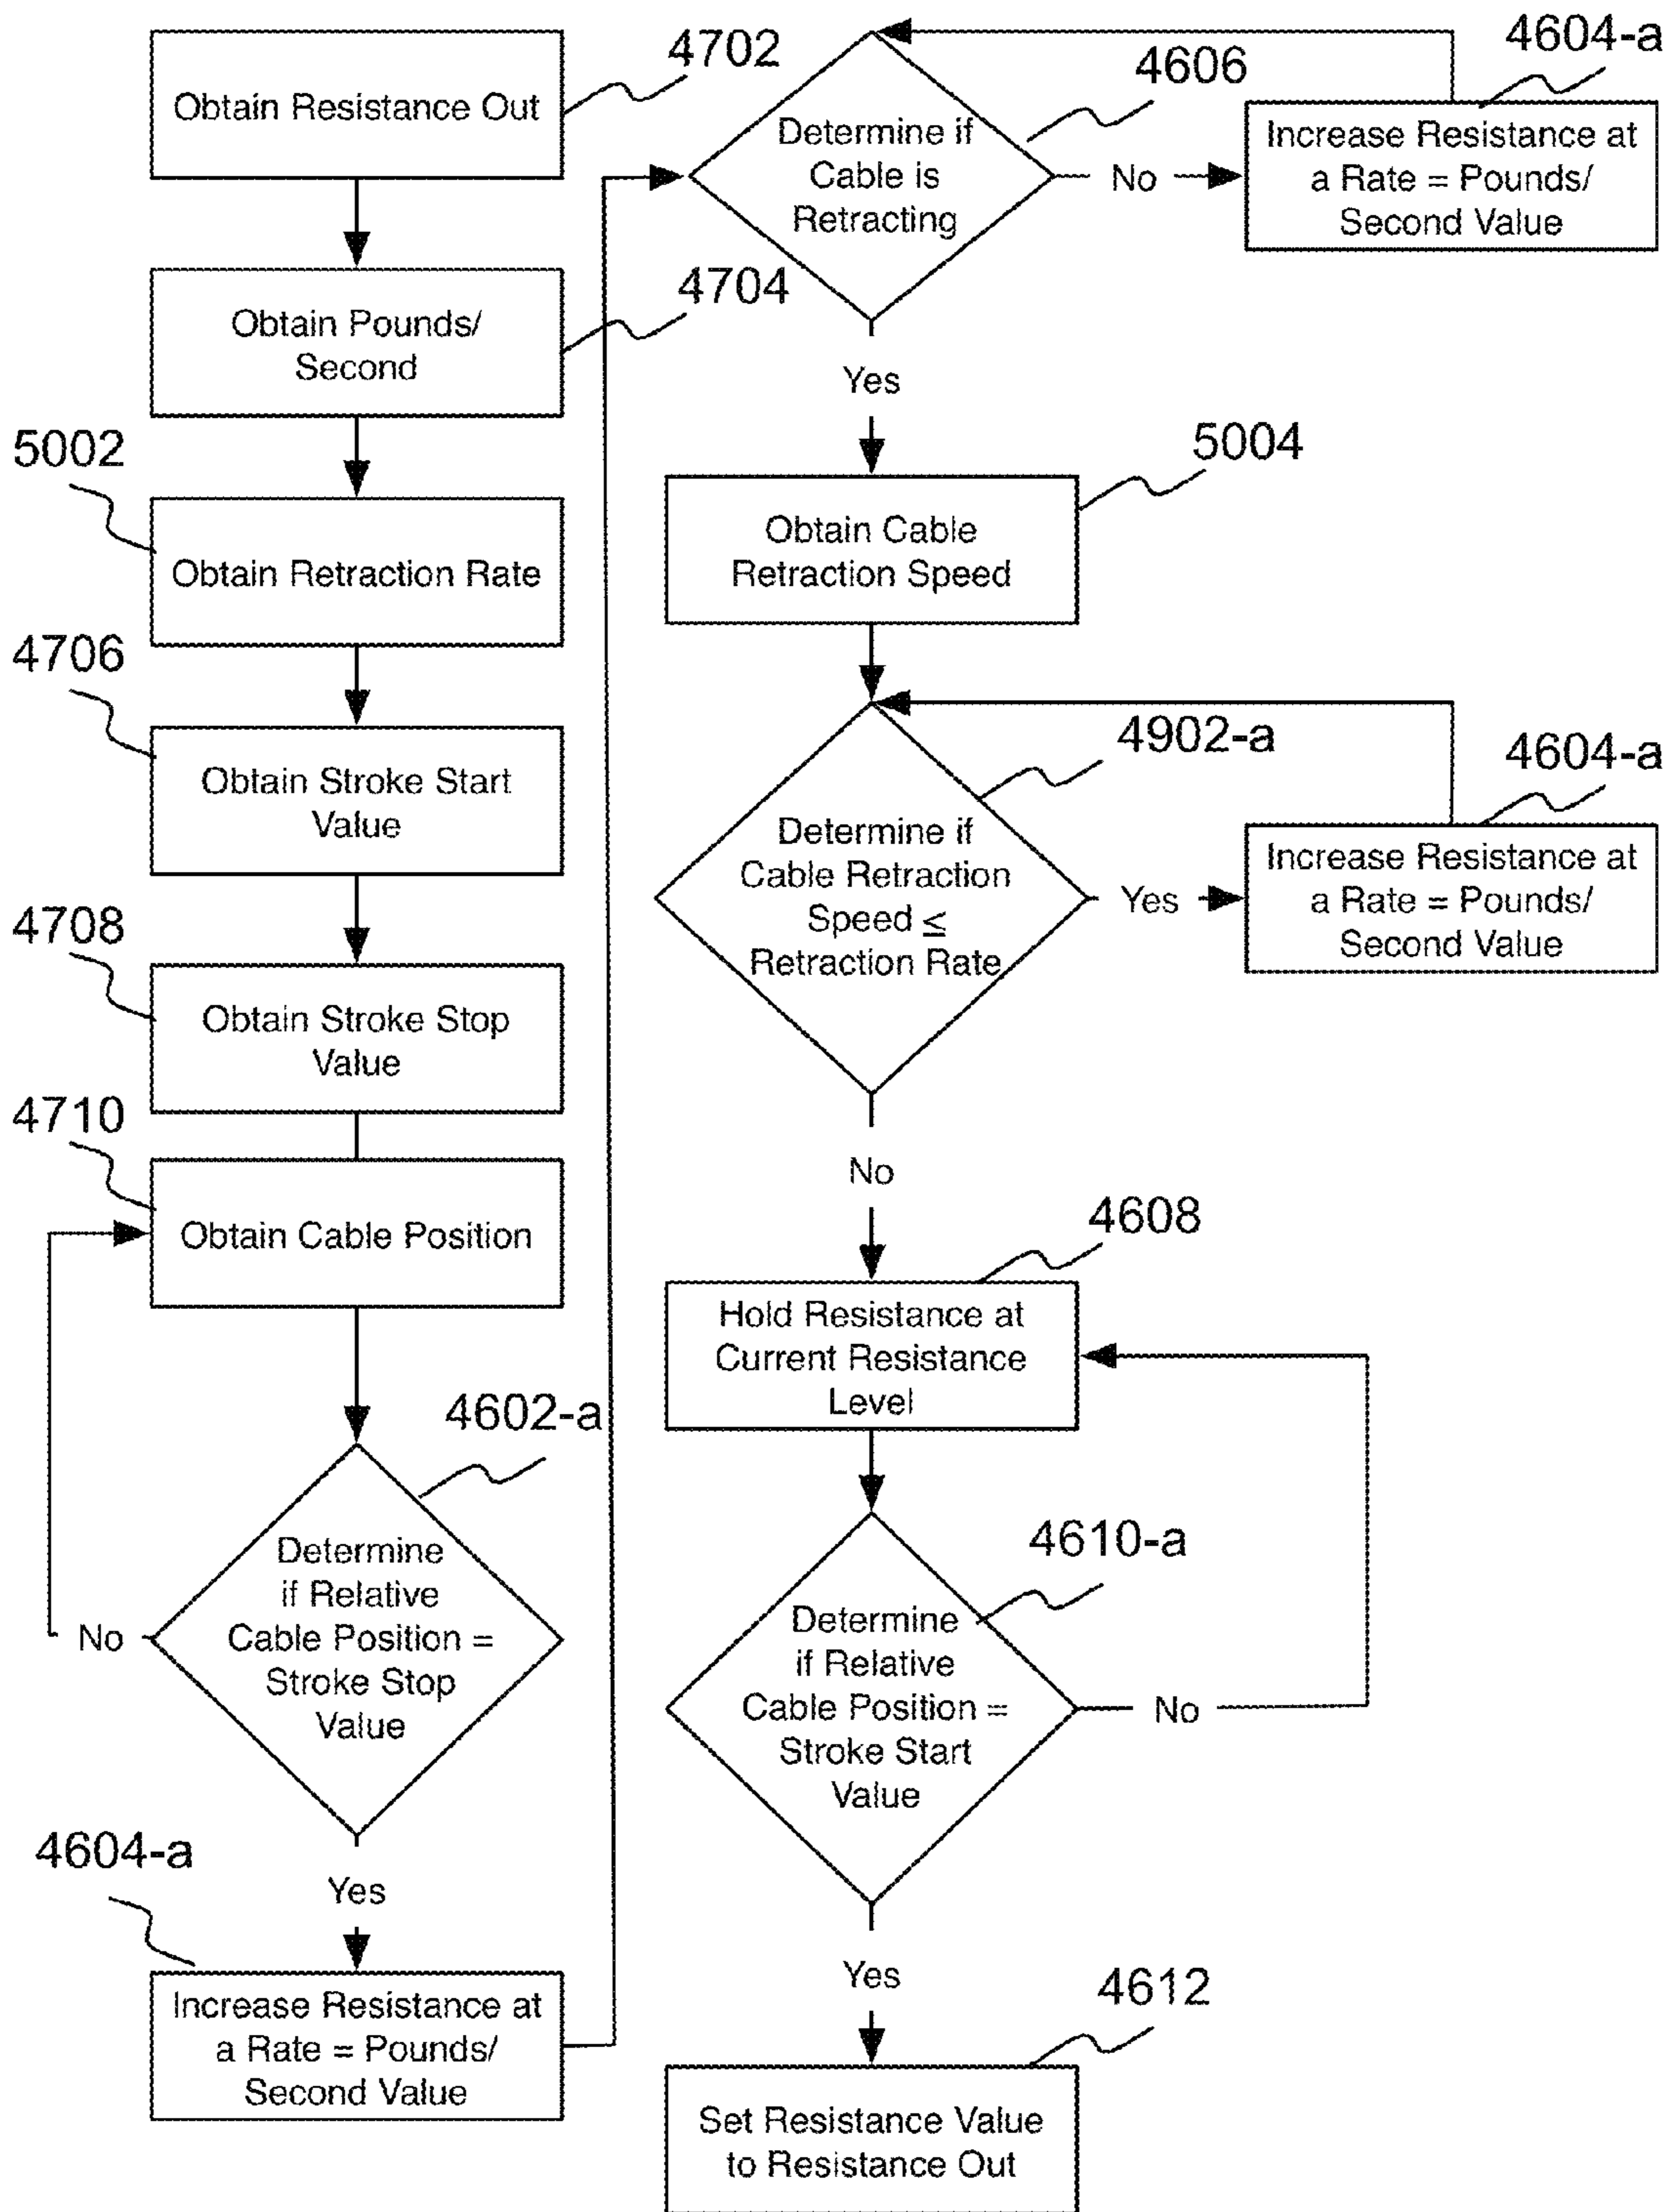 4702
Obtain Resistance Out
4704
Obtain Pounds/
Second
5002
Obtain Retraction Rate
4706
Obtain Stroke Start
Value
4708
Obtain Stroke Stop
Value
4710
Obtain Cable Position
4602-a
Determine
if Relative
Cable Position =
Stroke Stop
Value
No
Yes
4604-a
Increase Resistance at
a Rate = Pounds/
Second Value
4606
Determine if
Cable is
Retracting
No
4604-a
Increase Resistance at
a Rate = Pounds/
Second Value
Yes
5004
Obtain Cable
Retraction Speed
4902-a
Determine if
Cable Retraction
Speed ≤
Retraction Rate
Yes
4604-a
Increase Resistance at
a Rate = Pounds/
Second Value
No
4608
Hold Resistance at
Current Resistance
Level
4610-a
Determine
if Relative
Cable Position =
Stroke Start
Value
No
Yes
4612
Set Resistance Value
to Resistance Out